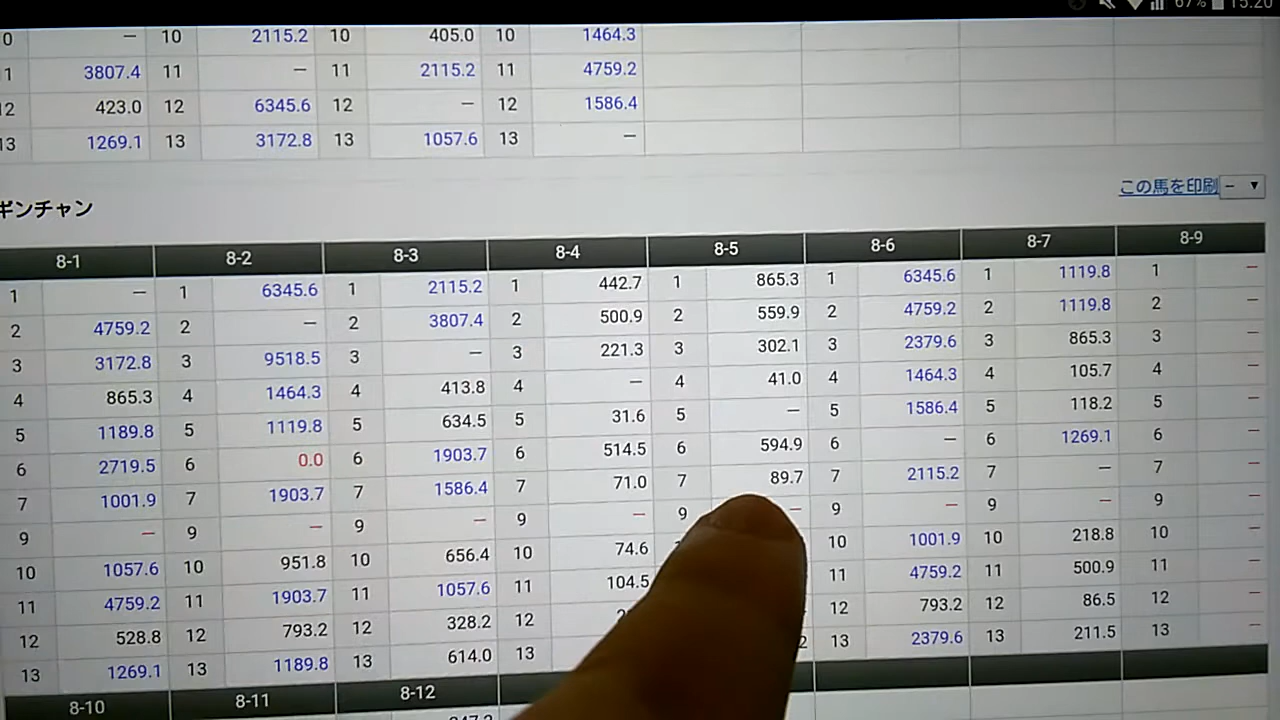 67% 15:20
0 — 10 2115.2 10 405.0 10 1464.3
1 3807.4 11 — 11 2115.2 11 4759.2
12 423.0 12 6345.6 12 — 12 1586.4
13 1269.1 13 3172.8 13 1057.6 13 —
この馬を印刷 – ▼
ギンチャン
8-1 8-2 8-3 8-4 8-5 8-6 8-7 8-9
1 — 1 6345.6 1 2115.2 1 442.7 1 865.3 1 6345.6 1 1119.8 1 —
2 4759.2 2 — 2 3807.4 2 500.9 2 559.9 2 4759.2 2 1119.8 2 —
3 3172.8 3 9518.5 3 — 3 221.3 3 302.1 3 2379.6 3 865.3 3 —
4 865.3 4 1464.3 4 413.8 4 — 4 41.0 4 1464.3 4 105.7 4 —
5 1189.8 5 1119.8 5 634.5 5 31.6 5 — 5 1586.4 5 118.2 5 —
6 2719.5 6 0.0 6 1903.7 6 514.5 6 594.9 6 — 6 1269.1 6 —
7 1001.9 7 1903.7 7 1586.4 7 71.0 7 89.7 7 2115.2 7 — 7 —
9 — 9 — 9 — 9 — 9 — 9 — 9 — 9 —
10 1057.6 10 951.8 10 656.4 10 74.6 10 1001.9 10 218.8 10 —
11 4759.2 11 1903.7 11 1057.6 11 104.5 11 4759.2 11 500.9 11 —
12 528.8 12 793.2 12 328.2 12 12 793.2 12 86.5 12 —
13 1269.1 13 1189.8 13 614.0 13 2 13 2379.6 13 211.5 13 —
8-10 8-11 8-12